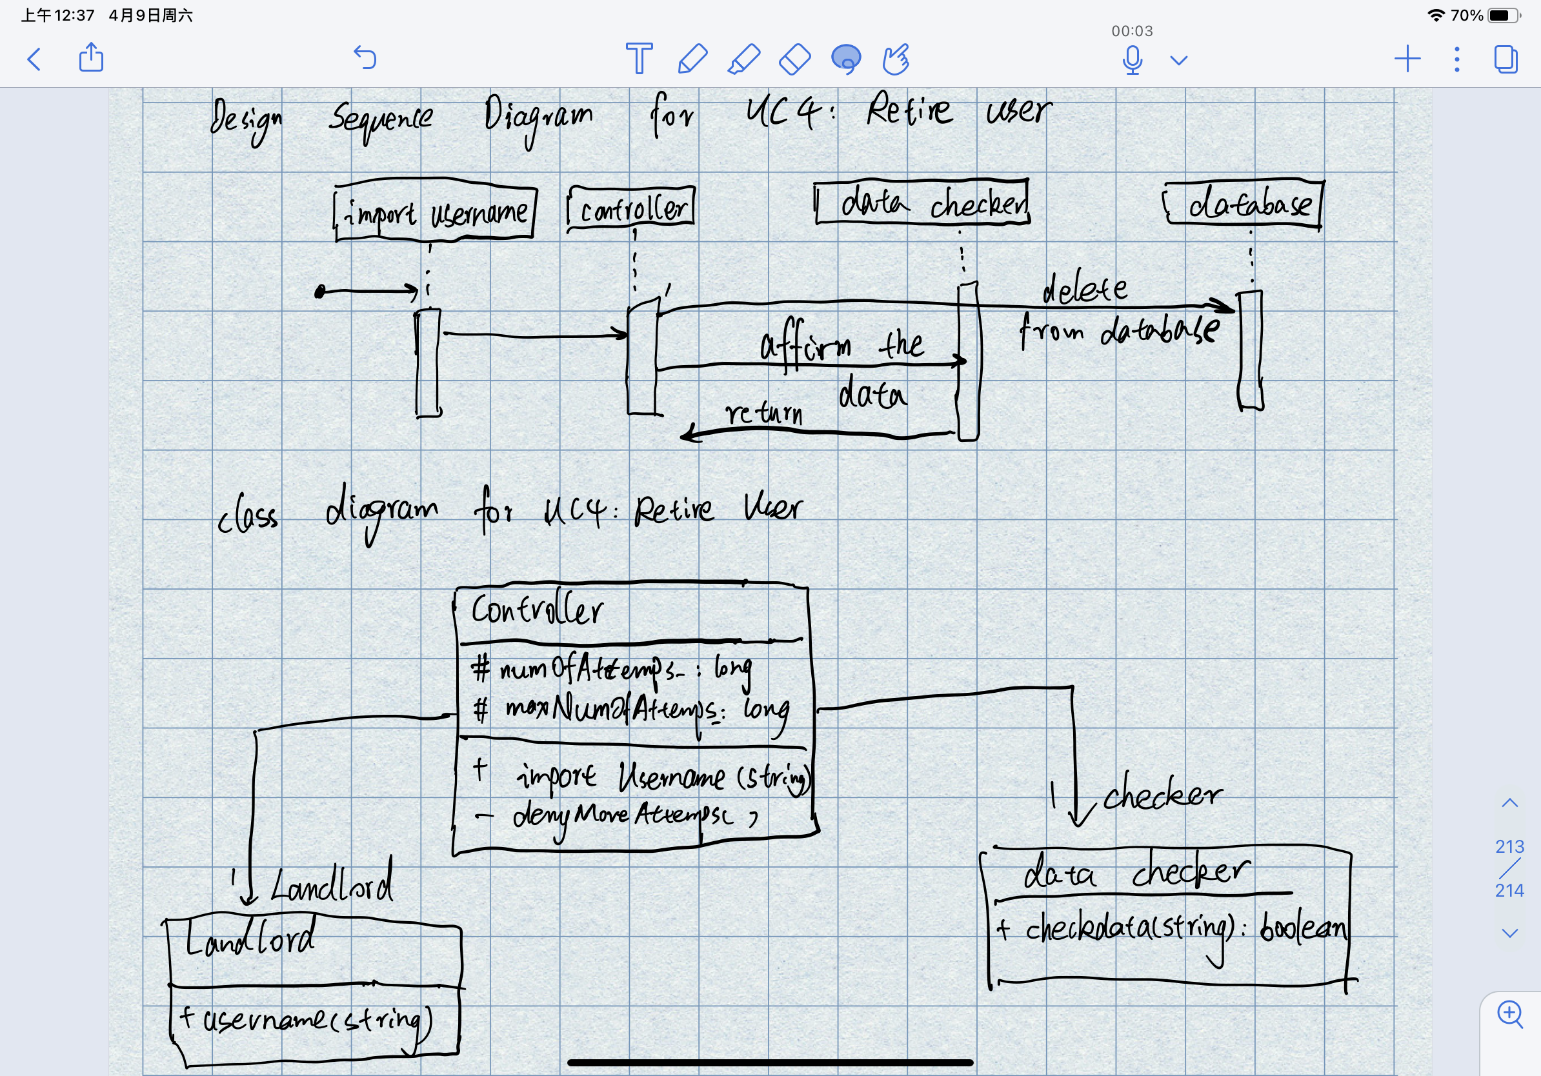 上午12:37 4月9日周六
70%
00:03
Design Sequence Diagram for UC4: Retire user
import username
controller
data checker
database
delete
from database
affirm the
data
return
class diagram for UC4: Retire User
Controller
# numOfAttemps_: long
# maxNumOfAttemps: long
+ import Username (string)
- denyMoreAttemps( )
1 checker
data checker
+ checkdata(string): boolean
1 Landlord
Landlord
+ username(string)
213
214